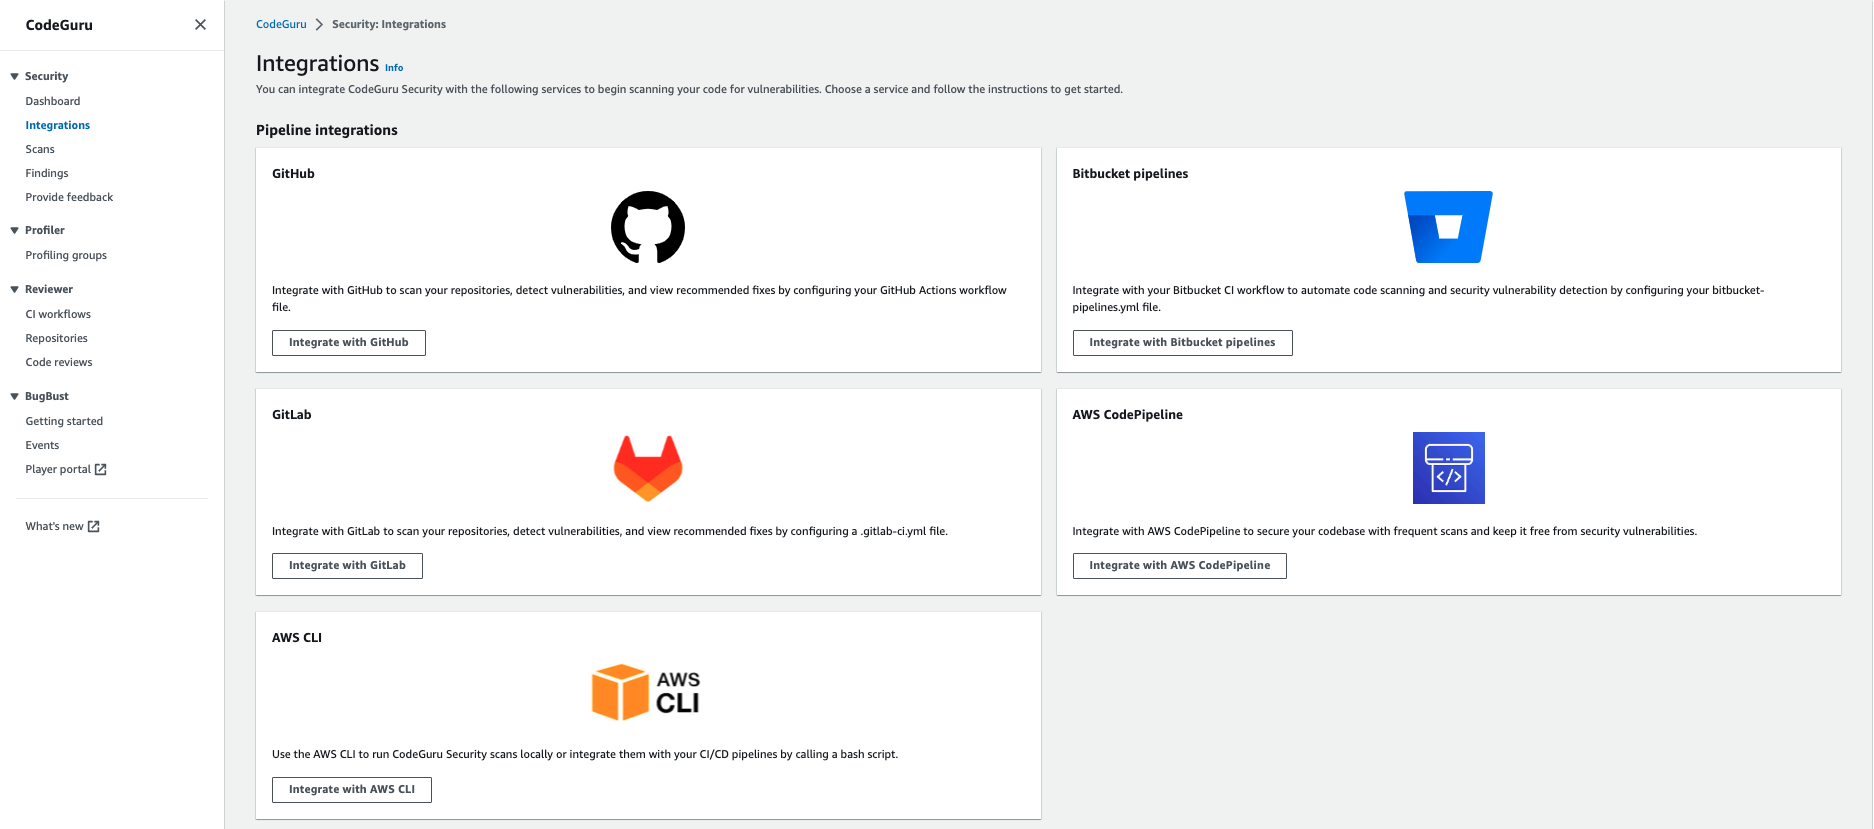 CodeGuru
Security
Dashboard
Integrations
Scans
Findings
Provide feedback
Profiler
Profiling groups
Reviewer
CI workflows
Repositories
Code reviews
BugBust
Getting started
Events
Player portal
What's new
CodeGuru
Security: Integrations
Integrations Info
You can integrate CodeGuru Security with the following services to begin scanning your code for vulnerabilities. Choose a service and follow the instructions to get started.
Pipeline integrations
GitHub
Integrate with GitHub to scan your repositories, detect vulnerabilities, and view recommended fixes by configuring your GitHub Actions workflow
file.
Integrate with GitHub
Bitbucket pipelines
Integrate with your Bitbucket CI workflow to automate code scanning and security vulnerability detection by configuring your bitbucket-
pipelines.yml file.
Integrate with Bitbucket pipelines
GitLab
Integrate with GitLab to scan your repositories, detect vulnerabilities, and view recommended fixes by configuring a .gitlab-ci.yml file.
Integrate with GitLab
AWS CodePipeline
</>
Integrate with AWS CodePipeline to secure your codebase with frequent scans and keep it free from security vulnerabilities.
Integrate with AWS CodePipeline
AWS CLI
AWS
CLI
Use the AWS CLI to run CodeGuru Security scans locally or integrate them with your CI/CD pipelines by calling a bash script.
Integrate with AWS CLI